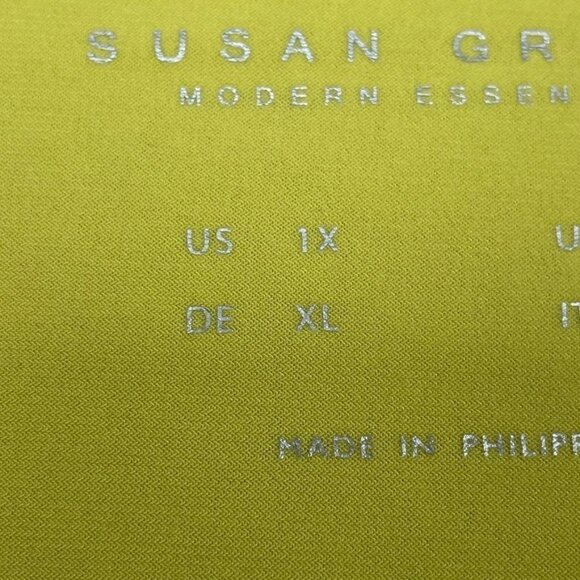 SUSAN GR
MODERN ESSEN
US 1X U
DE XL IT
MADE IN PHILIPP